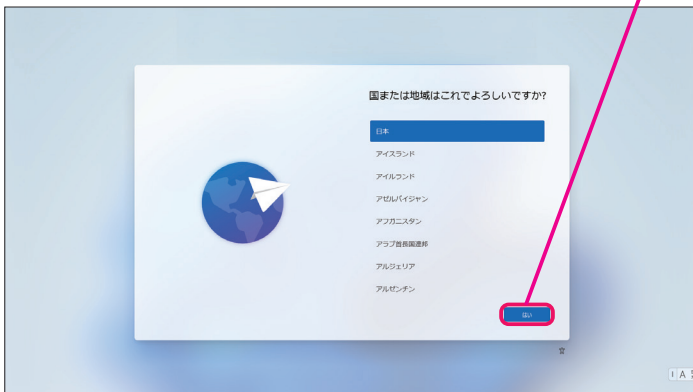 国または地域はこれでよろしいですか?
日本
アイスランド
アイルランド
アゼルバイジャン
アフガニスタン
アラブ首長国連邦
アルジェリア
アルゼンチン
はい
A